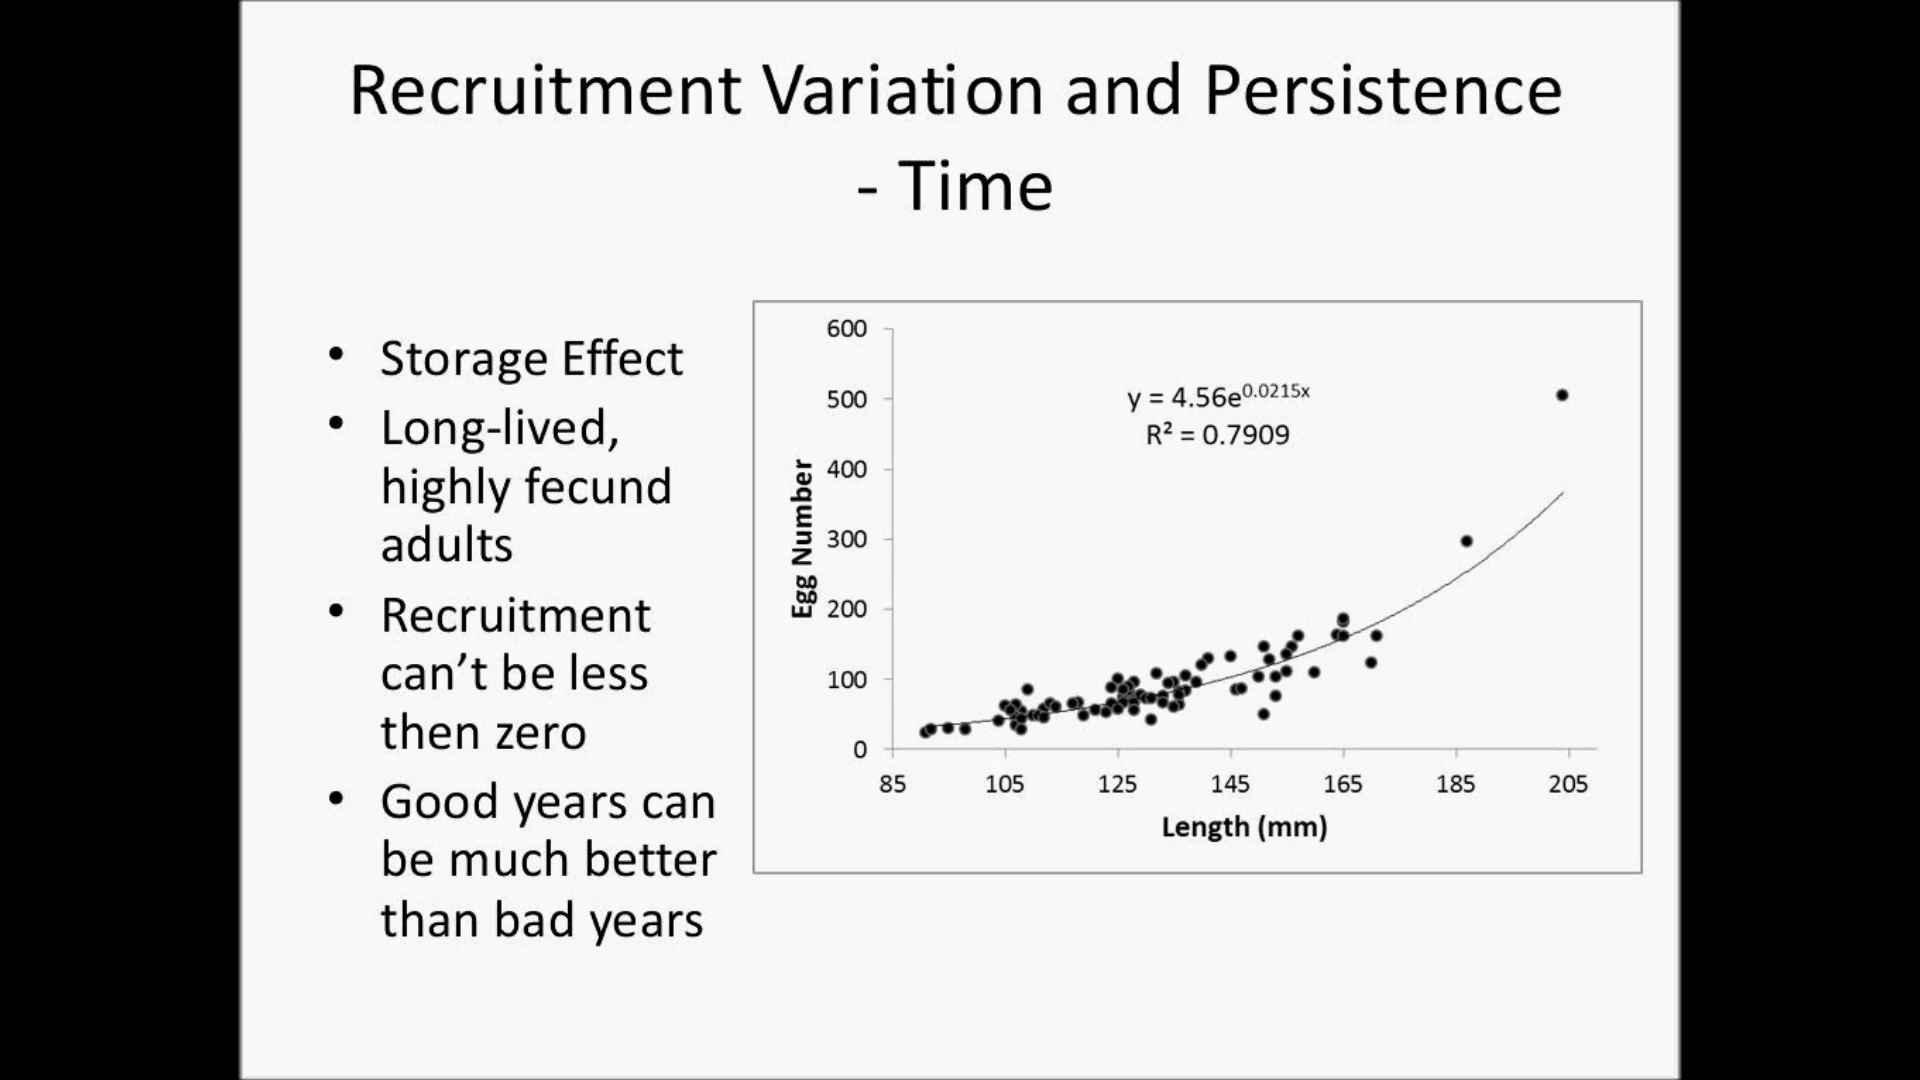 Recruitment Variation and Persistence
- Time
• Storage Effect
• Long-lived,
highly fecund
adults
• Recruitment
can’t be less
then zero
• Good years can
be much better
than bad years
600
500
400
300
200
100
0
Egg Number
y = 4.56e^0.0215x
R² = 0.7909
85 105 125 145 165 185 205
Length (mm)